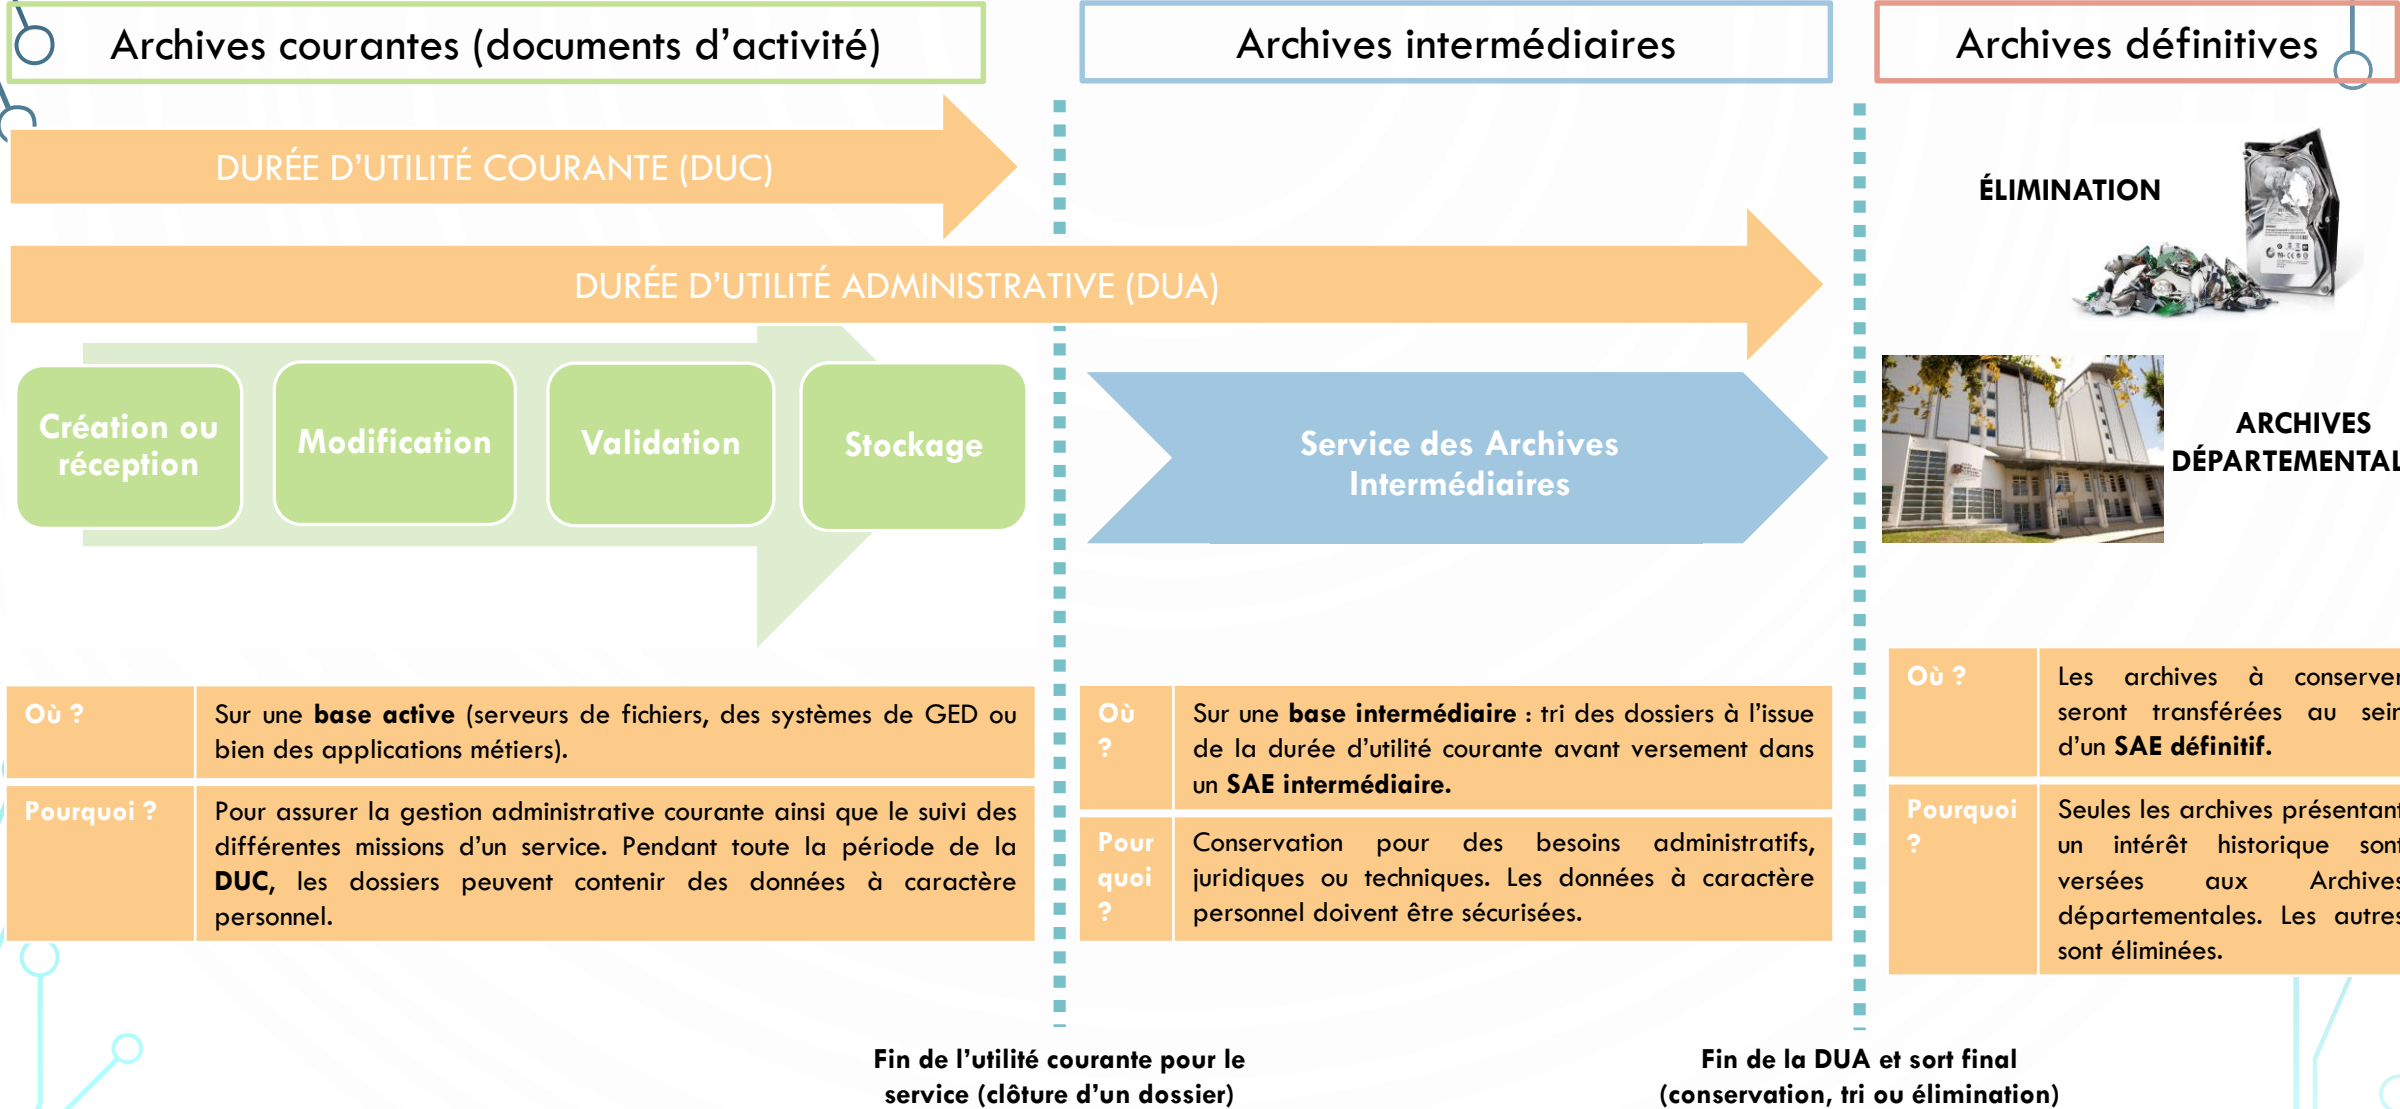 Archives courantes (documents d'activité)
Archives intermédiaires
Archives définitives
DURÉE D'UTILITÉ COURANTE (DUC)
DURÉE D'UTILITÉ ADMINISTRATIVE (DUA)
Création ou
réception
Modification
Validation
Stockage
Service des Archives
Intermédiaires
ÉLIMINATION
ARCHIVES
DÉPARTEMENTAL
Où ?
Sur une base active (serveurs de fichiers, des systèmes de GED ou
bien des applications métiers).
Pourquoi ?
Pour assurer la gestion administrative courante ainsi que le suivi des
différentes missions d'un service. Pendant toute la période de la
DUC, les dossiers peuvent contenir des données à caractère
personnel.
Où
?
Sur une base intermédiaire : tri des dossiers à l'issue
de la durée d'utilité courante avant versement dans
un SAE intermédiaire.
Pour
quoi
?
Conservation pour des besoins administratifs,
juridiques ou techniques. Les données à caractère
personnel doivent être sécurisées.
Où ?
Les archives à conserver
seront transférées au sein
d'un SAE définitif.
Pourquoi
?
Seules les archives présentant
un intérêt historique sont
versées aux Archives
départementales. Les autres
sont éliminées.
Fin de l'utilité courante pour le
service (clôture d'un dossier)
Fin de la DUA et sort final
(conservation, tri ou élimination)